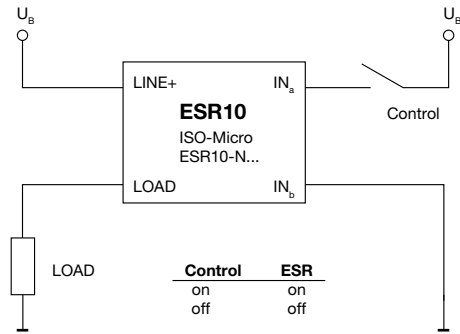 U_B
U_B
LINE+
IN_a
ESR10
Control
ISO-Micro
ESR10-N...
LOAD
IN_b
LOAD
Control ESR
on on
off off